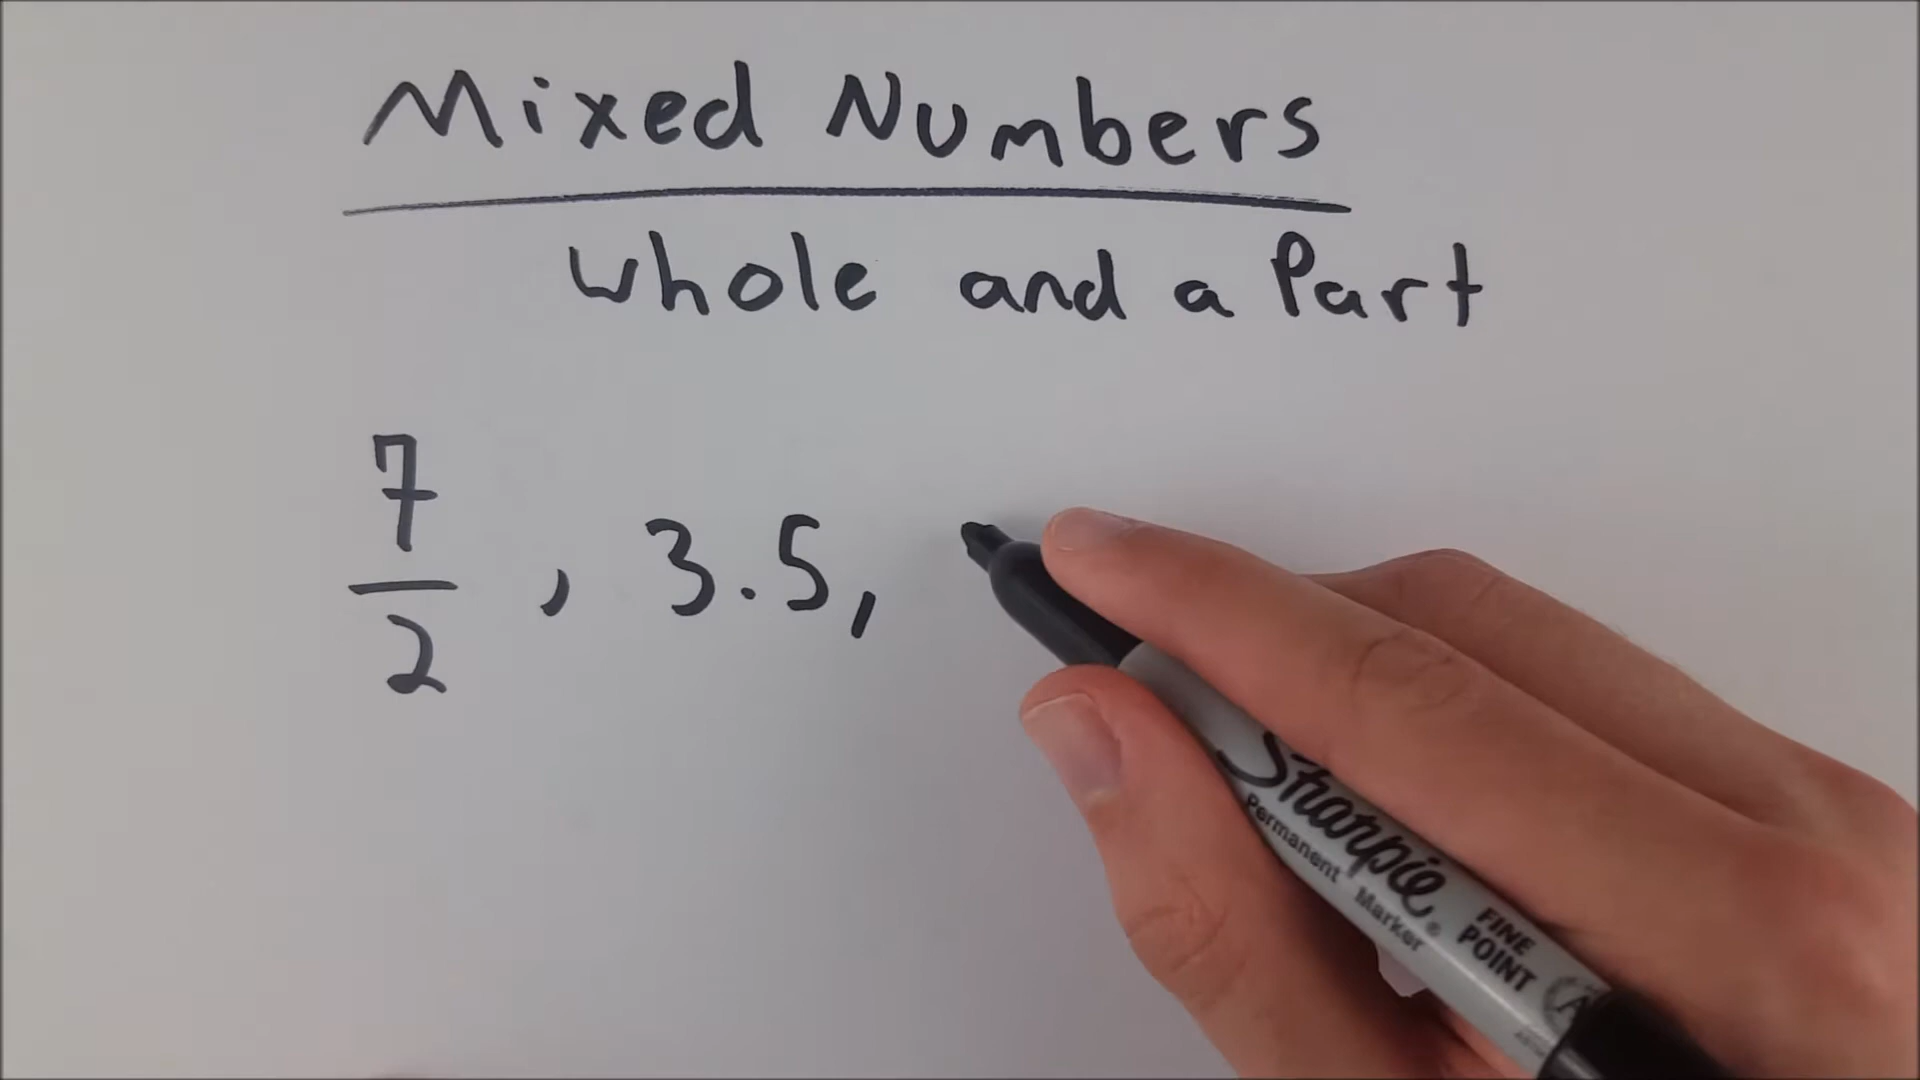 Mixed Numbers
Whole and a Part
7
2
, 3.5,
Sharpie®
Permanent Marker
FINE
POINT